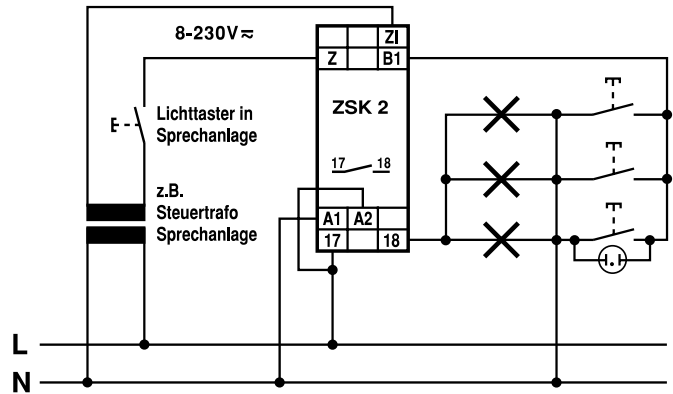 8-230V≂
ZI
Z
B1
ZSK 2
Lichttaster in
Sprechanlage
17 18
z.B.
Steuertrafo
Sprechanlage
A1 A2
17 18
L
N